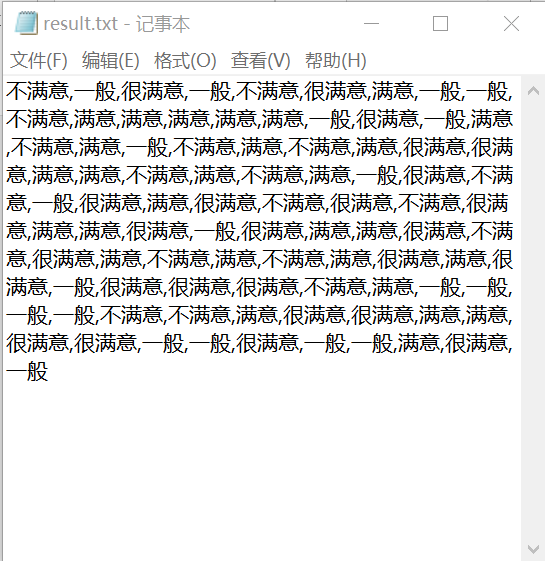 result.txt - 记事本
文件(F) 编辑(E) 格式(O) 查看(V) 帮助(H)
不满意,一般,很满意,一般,不满意,很满意,满意,一般,一般,
不满意,满意,满意,满意,满意,满意,一般,很满意,一般,满意
,不满意,满意,一般,不满意,满意,不满意,满意,很满意,很满
意,满意,满意,不满意,满意,不满意,满意,一般,很满意,不满
意,一般,很满意,满意,很满意,不满意,很满意,不满意,很满
意,满意,满意,很满意,一般,很满意,满意,满意,很满意,不满
意,很满意,满意,不满意,满意,不满意,满意,很满意,满意,很
满意,一般,很满意,很满意,很满意,不满意,满意,一般,一般,
一般,一般,不满意,不满意,满意,很满意,很满意,满意,满意,
很满意,很满意,一般,一般,很满意,一般,一般,满意,很满意,
一般